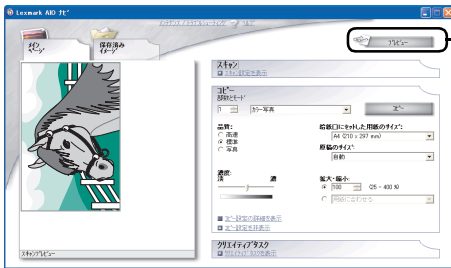 Lexmark AIO ナビ
メイン
ページ
保存済み
イメージ
プレビュー
スキャン
スキャン設定を表示
コピー
部数とモード
1
カラー写真
コピー
品質:
高速
標準
写真
給紙口にセットした用紙のサイズ:
A4 (210 x 297 mm)
原稿のサイズ:
自動
濃度:
淡 濃
拡大・縮小:
100 (25 - 400 %)
用紙に合わせる
コピー設定の詳細を表示
コピー設定を非表示
スキャンプレビュー
クリエイティブタスク
クリエイティブタスクを表示